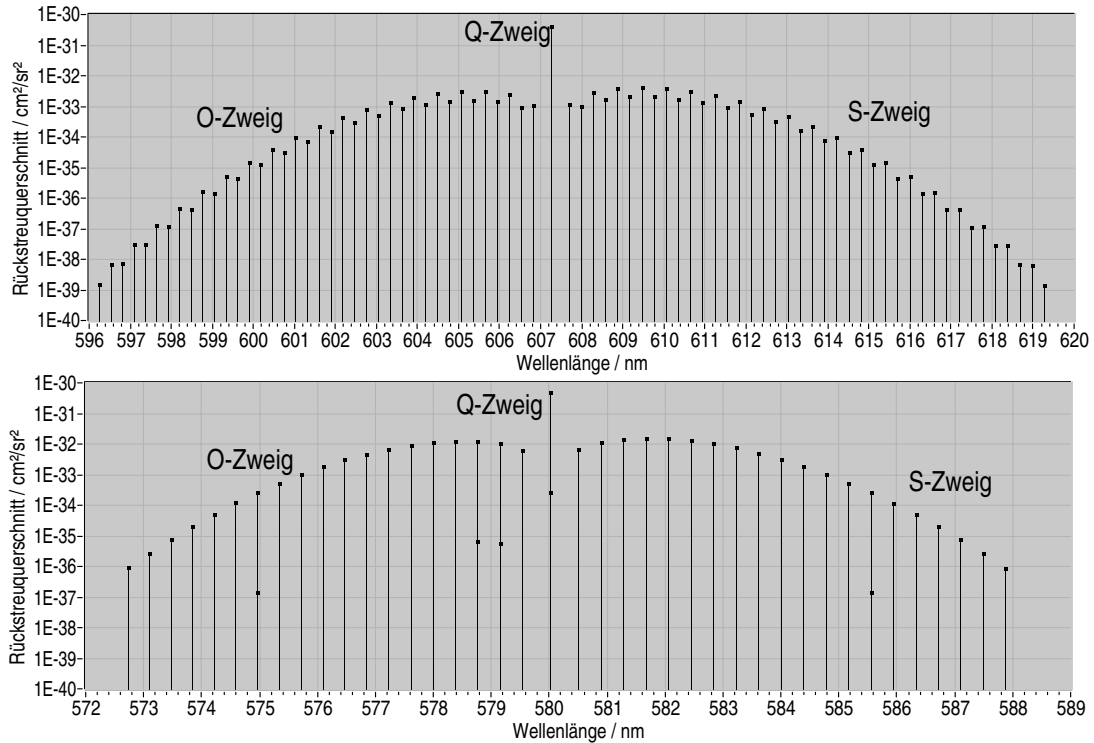 1E-30
1E-31
1E-32
1E-33
1E-34
1E-35
1E-36
1E-37
1E-38
1E-39
1E-40
Rückstreuquerschnitt / cm²/sr²
Q-Zweig
O-Zweig
S-Zweig
596 597 598 599 600 601 602 603 604 605 606 607 608 609 610 611 612 613 614 615 616 617 618 619 620
Wellenlänge / nm
1E-30
1E-31
1E-32
1E-33
1E-34
1E-35
1E-36
1E-37
1E-38
1E-39
1E-40
Rückstreuquerschnitt / cm²/sr²
Q-Zweig
O-Zweig
S-Zweig
572 573 574 575 576 577 578 579 580 581 582 583 584 585 586 587 588 589
Wellenlänge / nm